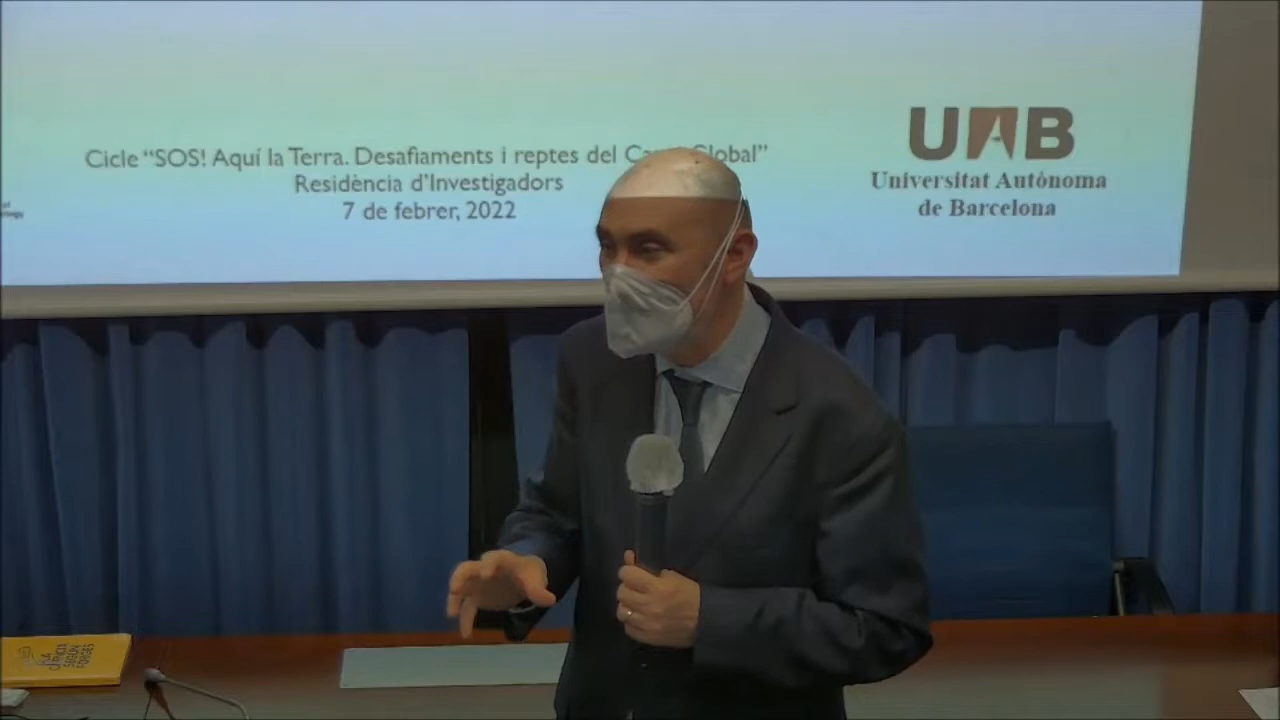 Cicle “SOS! Aquí la Terra. Desafiaments i reptes del Global”
Residència d’Investigadors
7 de febrer, 2022
UAB
Universitat Autònoma
de Barcelona